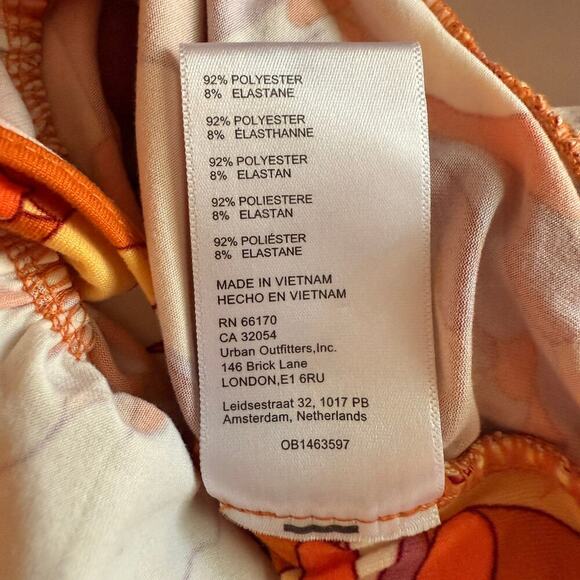 92% POLYESTER
8% ELASTANE
92% POLYESTER
8% ÉLASTHANNE
92% POLYESTER
8% ELASTAN
92% POLIESTERE
8% ELASTAN
92% POLIÉSTER
8% ELASTANE
MADE IN VIETNAM
HECHO EN VIETNAM
RN 66170
CA 32054
Urban Outfitters,Inc.
146 Brick Lane
LONDON,E1 6RU
Leidsestraat 32, 1017 PB
Amsterdam, Netherlands
OB1463597